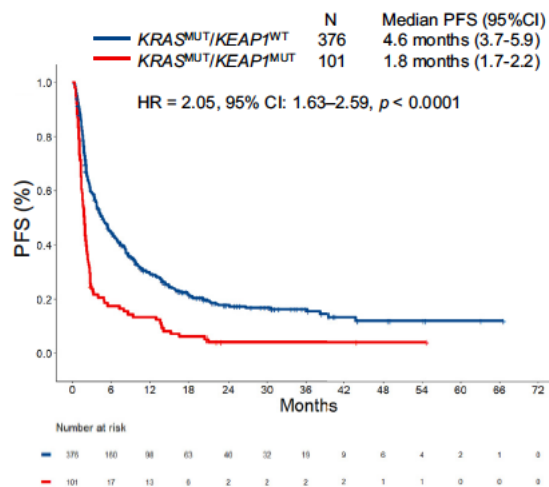 N Median PFS (95%CI)
KRASMUT/KEAP1WT 376 4.6 months (3.7-5.9)
KRASMUT/KEAP1MUT 101 1.8 months (1.7-2.2)
HR = 2.05, 95% CI: 1.63–2.59, p < 0.0001
PFS (%)
1.0
0.8
0.6
0.4
0.2
0.0
0 6 12 18 24 30 36 42 48 54 60 66 72
Months
Number at risk
376 160 98 63 40 32 19 9 6 4 2 1 0
101 17 13 6 2 2 2 2 1 1 0 0 0